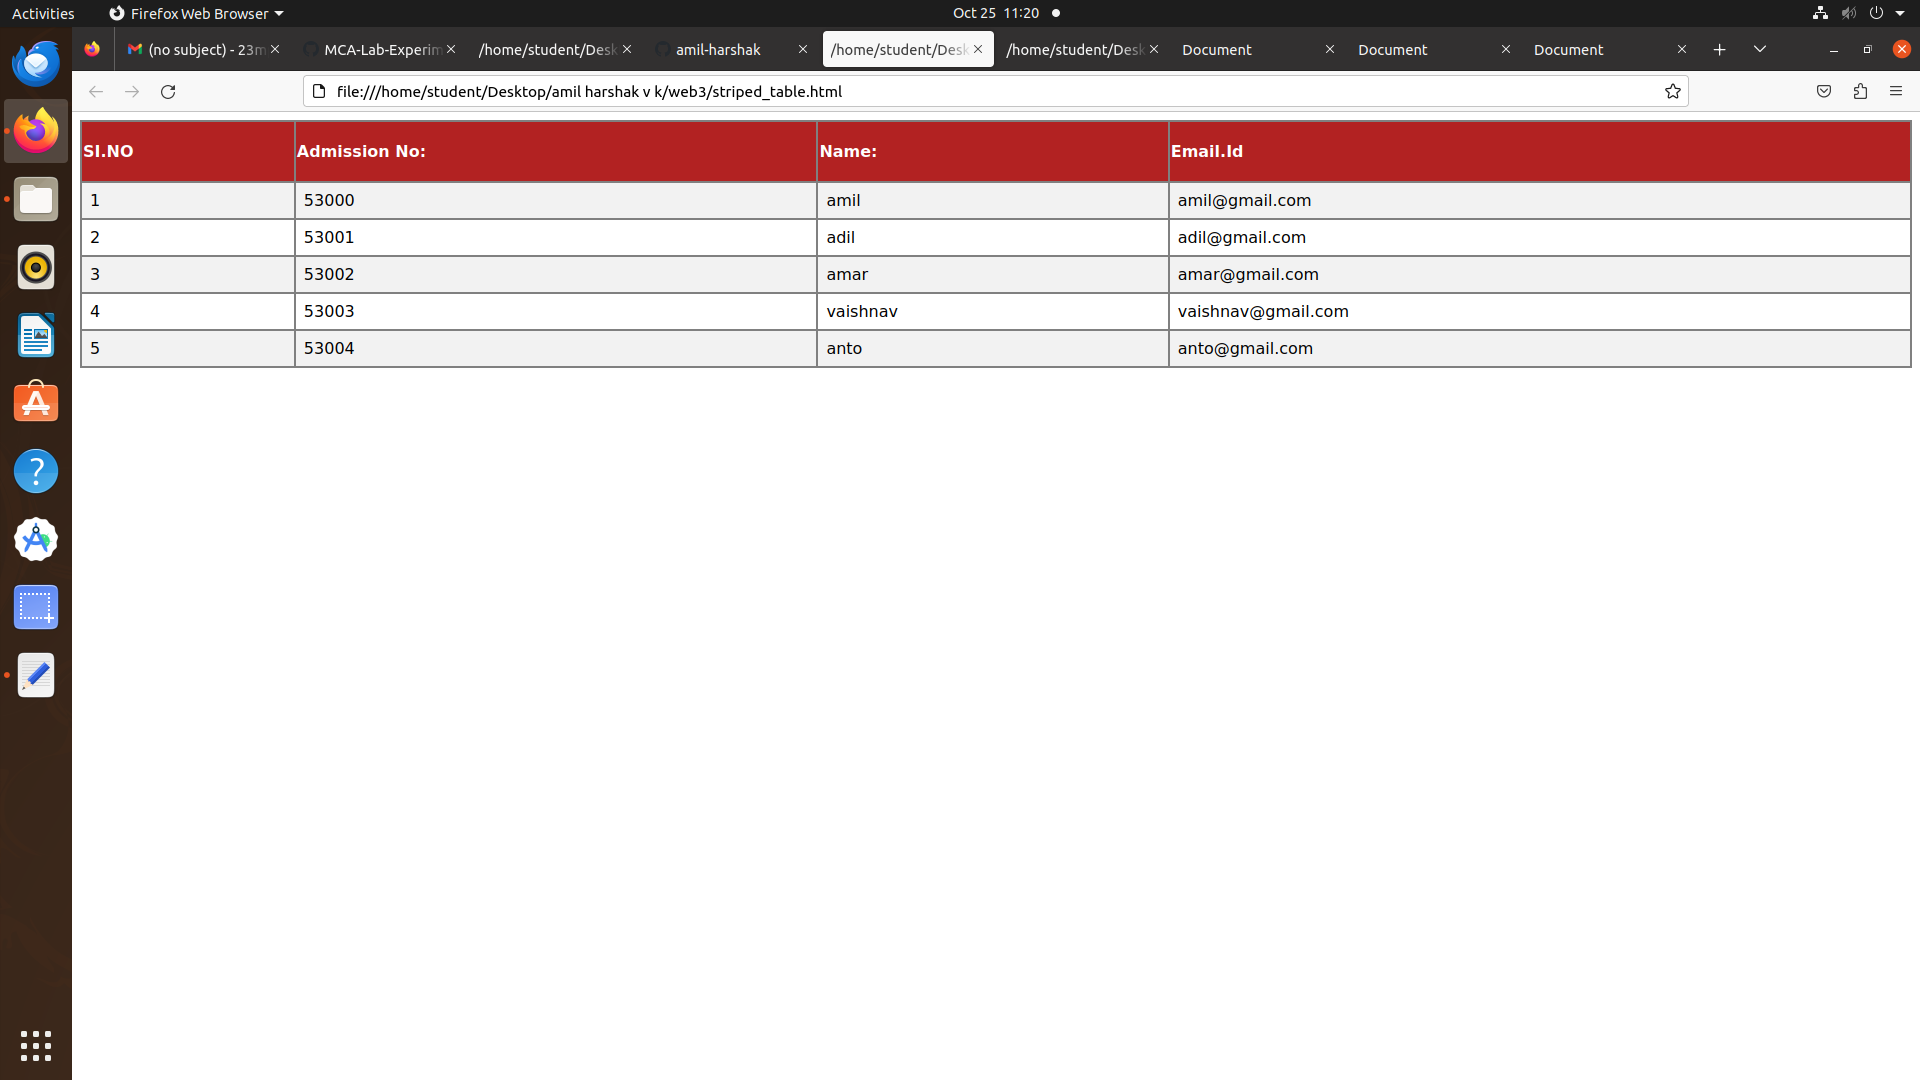 Activities Firefox Web Browser Oct 25 11:20
(no subject) - 23m MCA-Lab-Experim /home/student/Desk amil-harshak /home/student/Desk /home/student/Desk Document Document Document
file:///home/student/Desktop/amil harshak v k/web3/striped_table.html
SI.NO Admission No: Name: Email.Id
1 53000 amil amil@gmail.com
2 53001 adil adil@gmail.com
3 53002 amar amar@gmail.com
4 53003 vaishnav vaishnav@gmail.com
5 53004 anto anto@gmail.com